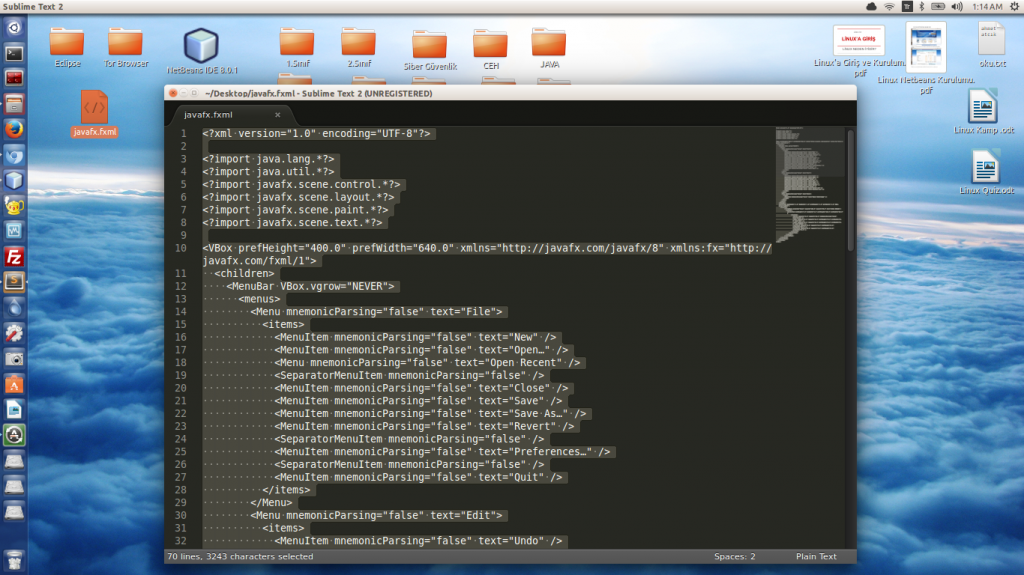 Sublime Text 2
Tr
1:14 AM
Eclipse
Tor Browser
NetBeans IDE 8.0.1
1.Sınıf
2.Sınıf
Siber Güvenlik
CEH
JAVA
LİNUX'A GİRİŞ
Linux'a Giriş ve Kurulumu.
pdf
Linux Netbeans Kurulumu.
pdf
oku.txt
javafx.fxml
Linux Kamp .odt
Linux Quiz.odt
~/Desktop/javafx.fxml - Sublime Text 2 (UNREGISTERED)
javafx.fxml
1 <?xml version="1.0" encoding="UTF-8"?>
2
3 <?import java.lang.*?>
4 <?import java.util.*?>
5 <?import javafx.scene.control.*?>
6 <?import javafx.scene.layout.*?>
7 <?import javafx.scene.paint.*?>
8 <?import javafx.scene.text.*?>
9
10 <VBox prefHeight="400.0" prefWidth="640.0" xmlns="http://javafx.com/javafx/8" xmlns:fx="http://
javafx.com/fxml/1">
11 <children>
12 <MenuBar VBox.vgrow="NEVER">
13 <menus>
14 <Menu mnemonicParsing="false" text="File">
15 <items>
16 <MenuItem mnemonicParsing="false" text="New" />
17 <MenuItem mnemonicParsing="false" text="Open…" />
18 <Menu mnemonicParsing="false" text="Open Recent" />
19 <SeparatorMenuItem mnemonicParsing="false" />
20 <MenuItem mnemonicParsing="false" text="Close" />
21 <MenuItem mnemonicParsing="false" text="Save" />
22 <MenuItem mnemonicParsing="false" text="Save As…" />
23 <MenuItem mnemonicParsing="false" text="Revert" />
24 <SeparatorMenuItem mnemonicParsing="false" />
25 <MenuItem mnemonicParsing="false" text="Preferences…" />
26 <SeparatorMenuItem mnemonicParsing="false" />
27 <MenuItem mnemonicParsing="false" text="Quit" />
28 </items>
29 </Menu>
30 <Menu mnemonicParsing="false" text="Edit">
31 <items>
32 <MenuItem mnemonicParsing="false" text="Undo" />
70 lines, 3243 characters selected
Spaces: 2
Plain Text